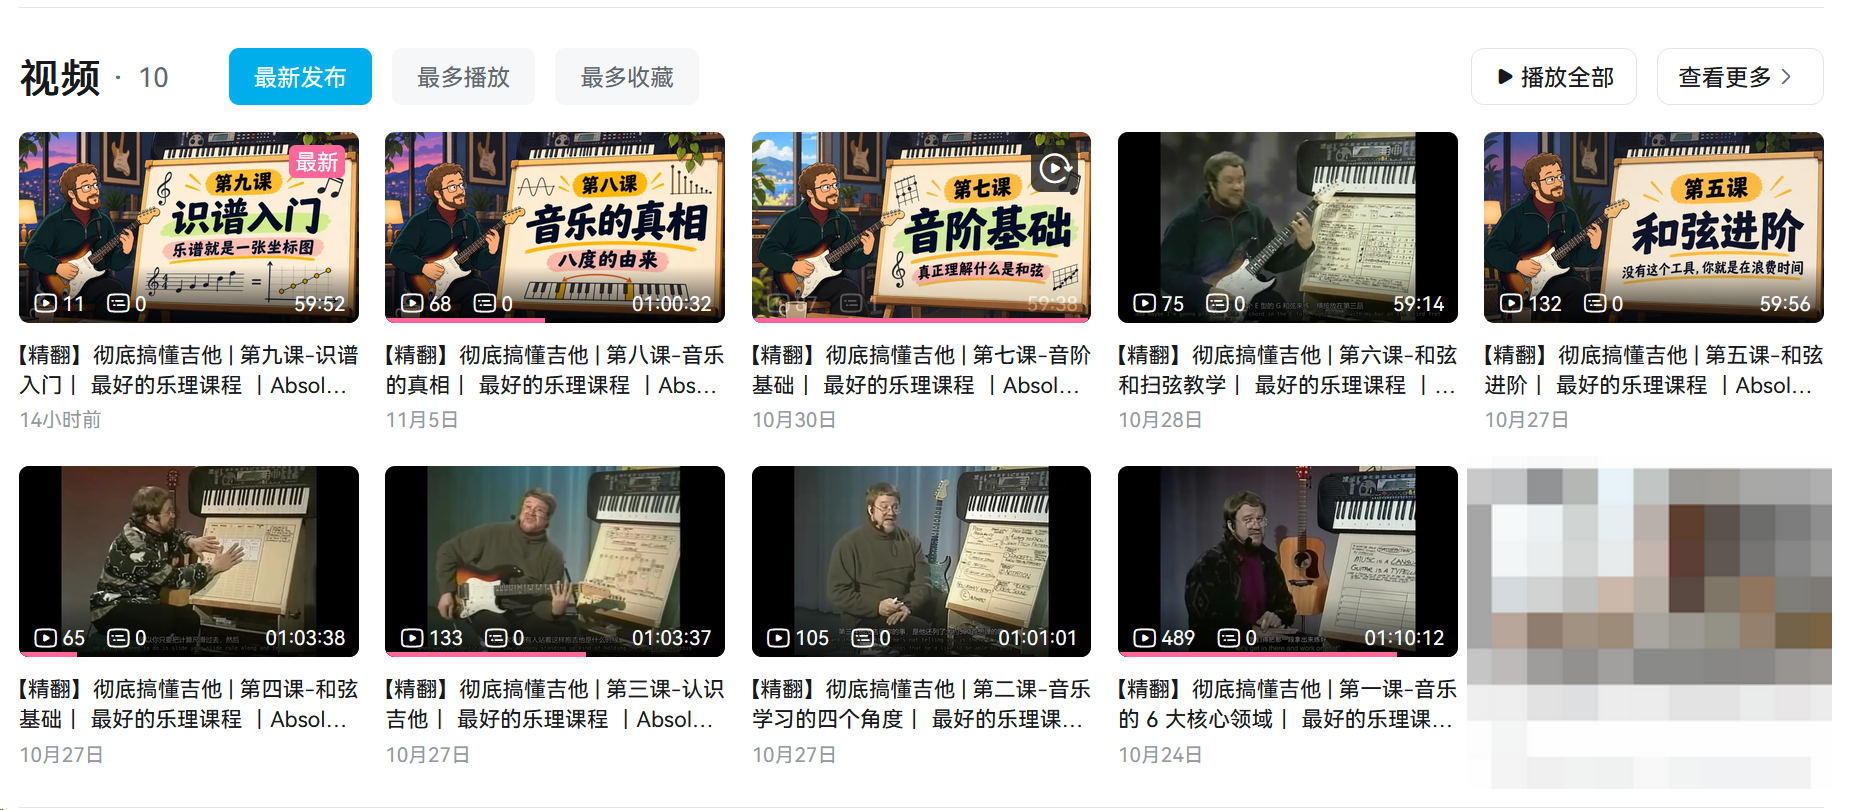 视频 · 10
最新发布
最多播放
最多收藏
播放全部
查看更多
最新
第九课
识谱入门
乐谱就是一张坐标图
11
0
59:52
第八课
音乐的真相
八度的由来
68
0
01:00:32
第七课
音阶基础
真正理解什么是和弦
59:38
75
0
59:14
第五课
和弦进阶
没有这个工具,你就是在浪费时间
132
0
59:56
【精翻】彻底搞懂吉他 | 第九课-识谱
入门｜ 最好的乐理课程 ｜Absol...
14小时前
【精翻】彻底搞懂吉他 | 第八课-音乐
的真相｜ 最好的乐理课程 ｜Abs...
11月5日
【精翻】彻底搞懂吉他 | 第七课-音阶
基础｜ 最好的乐理课程 ｜Absol...
10月30日
【精翻】彻底搞懂吉他 | 第六课-和弦
和扫弦教学｜ 最好的乐理课程 ｜...
10月28日
【精翻】彻底搞懂吉他 | 第五课-和弦
进阶｜ 最好的乐理课程 ｜Absol...
10月27日
65
0
01:03:38
133
0
01:03:37
105
0
01:01:01
489
0
01:10:12
【精翻】彻底搞懂吉他 | 第四课-和弦
基础｜ 最好的乐理课程 ｜Absol...
10月27日
【精翻】彻底搞懂吉他 | 第三课-认识
吉他｜ 最好的乐理课程 ｜Absol...
10月27日
【精翻】彻底搞懂吉他 | 第二课-音乐
学习的四个角度｜ 最好的乐理课...
10月27日
【精翻】彻底搞懂吉他 | 第一课-音乐
的 6 大核心领域｜ 最好的乐理课...
10月24日